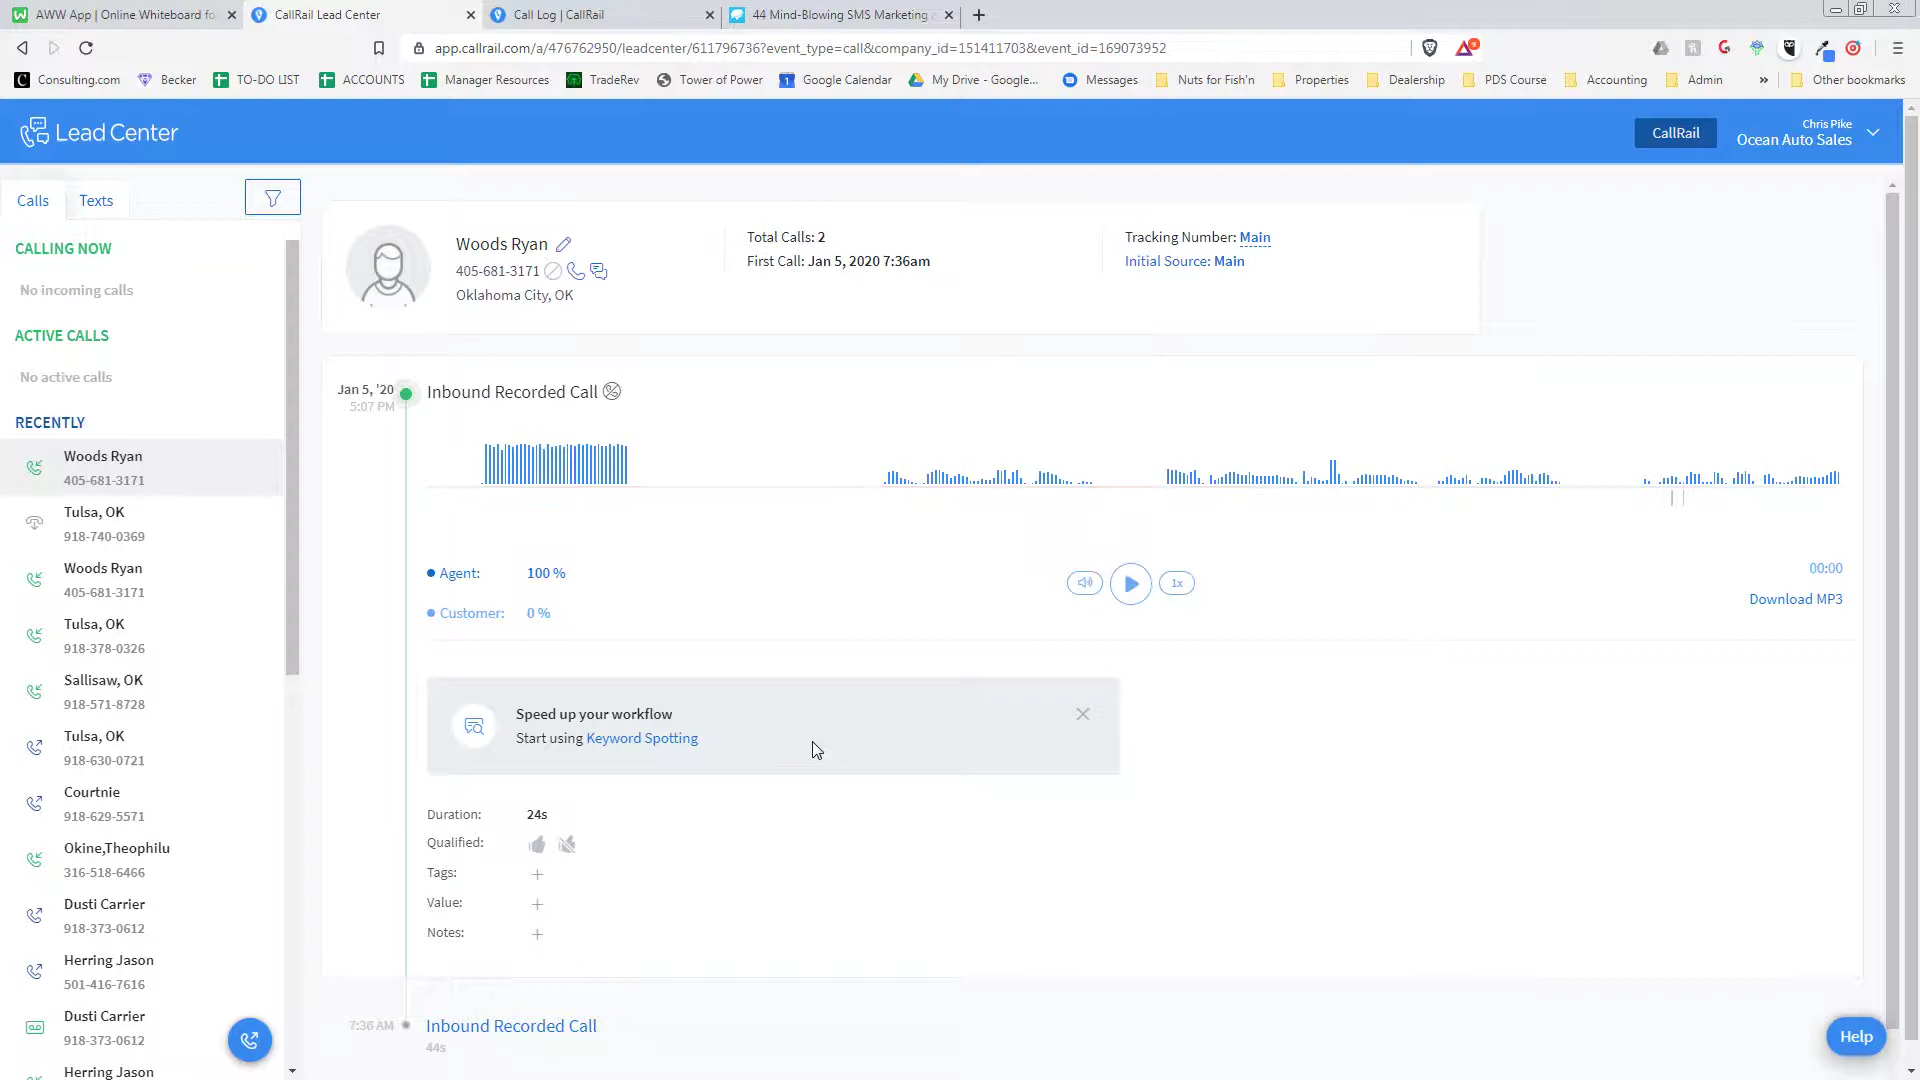 AWW App | Online Whiteboard fo
CallRail Lead Center
Call Log | CallRail
44 Mind-Blowing SMS Marketing
app.callrail.com/a/476762950/leadcenter/611796736?event_type=call&company_id=151411703&event_id=169073952
Consulting.com
Becker
TO-DO LIST
ACCOUNTS
Manager Resources
TradeRev
Tower of Power
Google Calendar
My Drive - Google...
Messages
Nuts for Fish'n
Properties
Dealership
PDS Course
Accounting
Admin
»
Other bookmarks
Lead Center
CallRail
Chris Pike
Ocean Auto Sales
Calls
Texts
CALLING NOW
No incoming calls
ACTIVE CALLS
No active calls
RECENTLY
Woods Ryan
405-681-3171
Tulsa, OK
918-740-0369
Woods Ryan
405-681-3171
Tulsa, OK
918-378-0326
Sallisaw, OK
918-571-8728
Tulsa, OK
918-630-0721
Courtnie
918-629-5571
Okine,Theophilu
316-518-6466
Dusti Carrier
918-373-0612
Herring Jason
501-416-7616
Dusti Carrier
918-373-0612
Herring Jason
Woods Ryan
405-681-3171
Oklahoma City, OK
Total Calls: 2
First Call: Jan 5, 2020 7:36am
Tracking Number: Main
Initial Source: Main
Jan 5, '20
5:07 PM
Inbound Recorded Call
Agent: 100 %
Customer: 0 %
1x
00:00
Download MP3
Speed up your workflow
Start using Keyword Spotting
Duration: 24s
Qualified:
Tags: +
Value: +
Notes: +
7:36 AM
Inbound Recorded Call
44s
Help